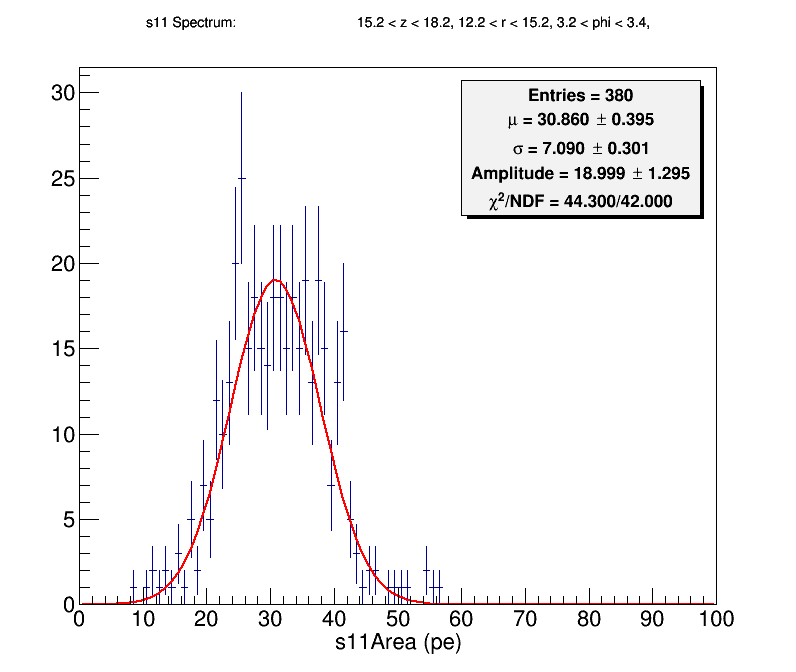 s11 Spectrum: 15.2 < z < 18.2, 12.2 < r < 15.2, 3.2 < phi < 3.4,
Entries = 380
μ = 30.860 ± 0.395
σ = 7.090 ± 0.301
Amplitude = 18.999 ± 1.295
χ²/NDF = 44.300/42.000
30
25
20
15
10
5
0
0 10 20 30 40 50 60 70 80 90 100
s11Area (pe)